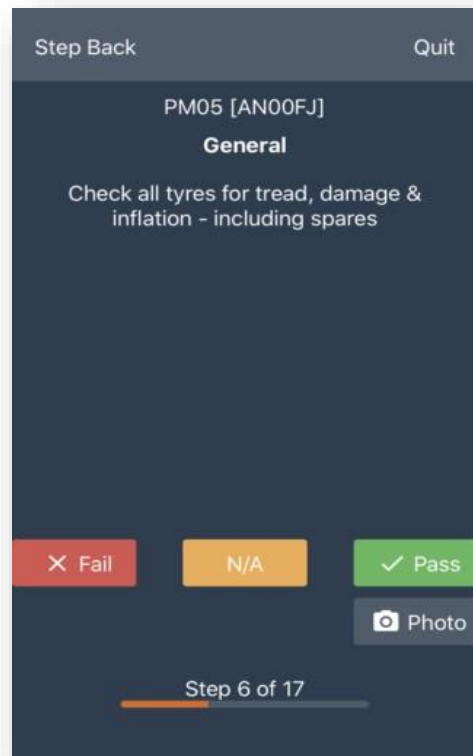 Step Back Quit
PM05 [AN00FJ]
General
Check all tyres for tread, damage &
inflation - including spares
Fail N/A Pass
Photo
Step 6 of 17